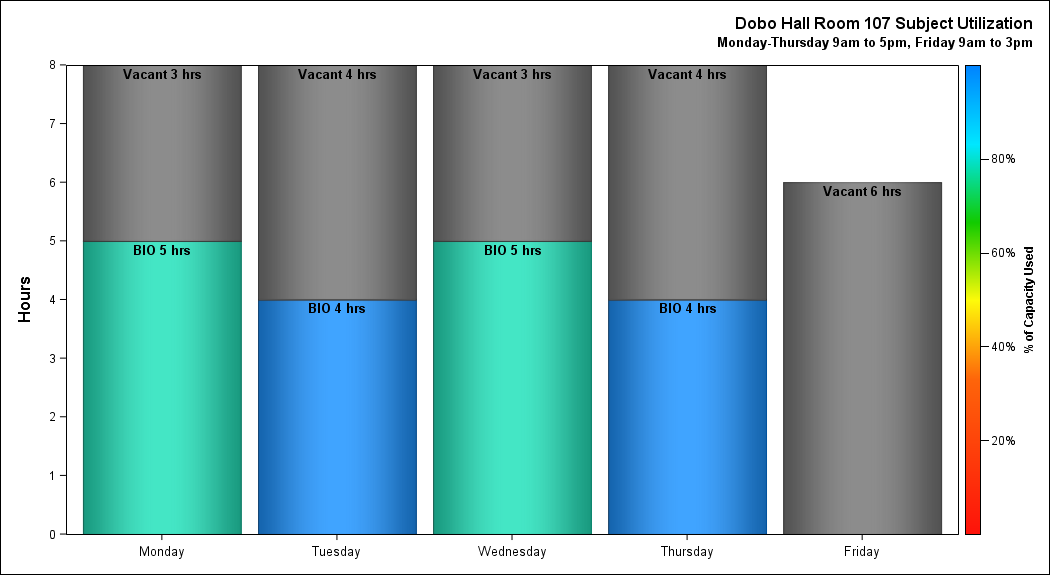 Dobo Hall Room 107 Subject Utilization
Monday-Thursday 9am to 5pm, Friday 9am to 3pm
8
7
6
5
4
3
2
1
0
Hours
Vacant 3 hrs
Vacant 4 hrs
Vacant 3 hrs
Vacant 4 hrs
Vacant 6 hrs
BIO 5 hrs
BIO 4 hrs
BIO 5 hrs
BIO 4 hrs
Monday
Tuesday
Wednesday
Thursday
Friday
80%
60%
40%
20%
% of Capacity Used